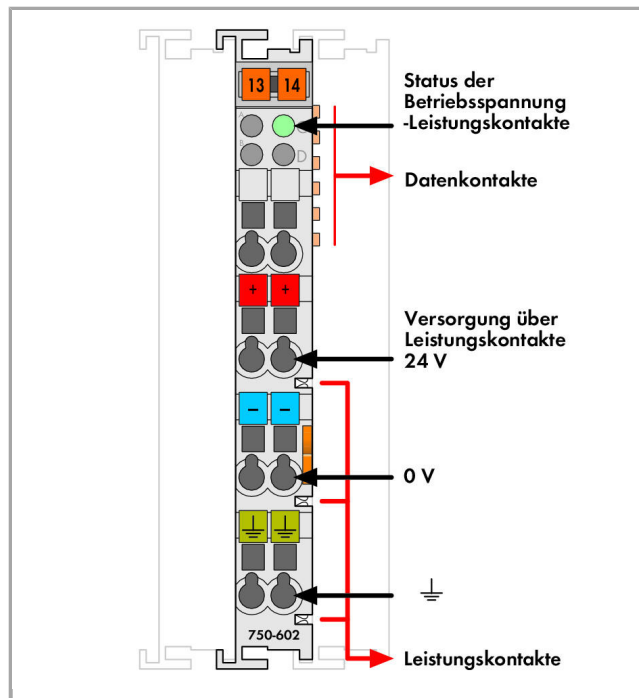 13 14
A C
B D
Status der
Betriebsspannung
-Leistungskontakte
Datenkontakte
+ +
Versorgung über
Leistungskontakte
24 V
− −
0 V
750-602
Leistungskontakte